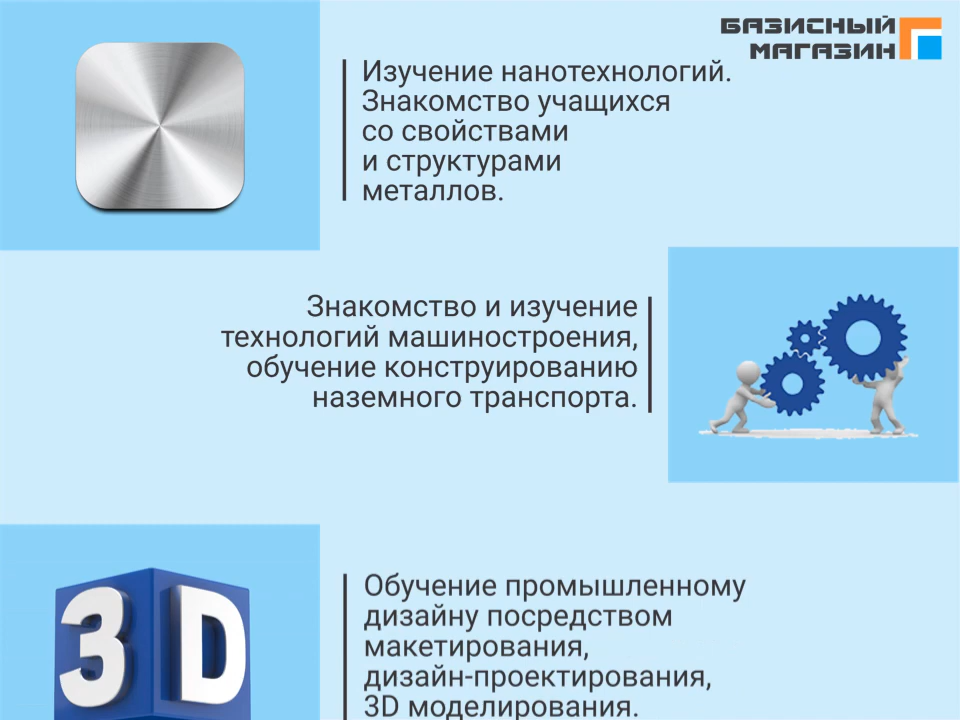 БАЗИСНЫЙ
МАГАЗИН
Изучение нанотехнологий.
Знакомство учащихся
со свойствами
и структурами
металлов.
Знакомство и изучение
технологий машиностроения,
обучение конструированию
наземного транспорта.
3D
Обучение промышленному
дизайну посредством
макетирования,
дизайн-проектирования,
3D моделирования.